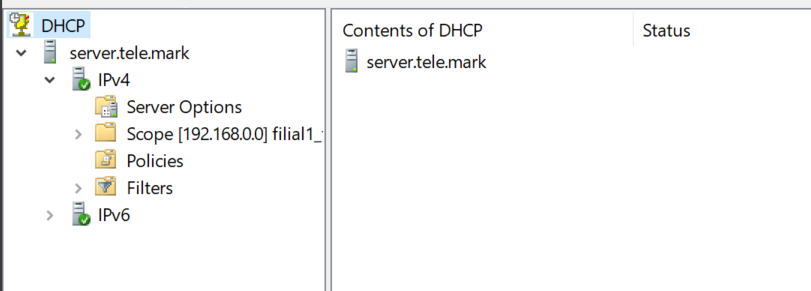 DHCP
server.tele.mark
IPv4
Server Options
Scope [192.168.0.0] filial1_
Policies
Filters
IPv6
Contents of DHCP Status
server.tele.mark